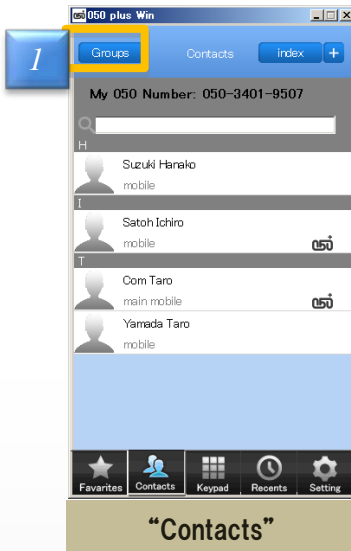 050 050 plus Win
1
Groups Contacts index +
My 050 Number: 050-3401-9507
H
Suzuki Hanako
mobile
I
Satoh Ichiro
mobile 050
T
Com Taro
main mobile 050
Yamada Taro
mobile
Favarites Contacts Keypad Recents Setting
“Contacts”